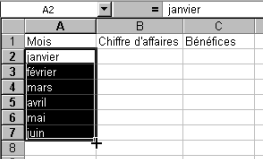 A2 = janvier
A B C
1 Mois Chiffre d'affaires Bénéfices
2 janvier
3 février
4 mars
5 avril
6 mai
7 juin
8